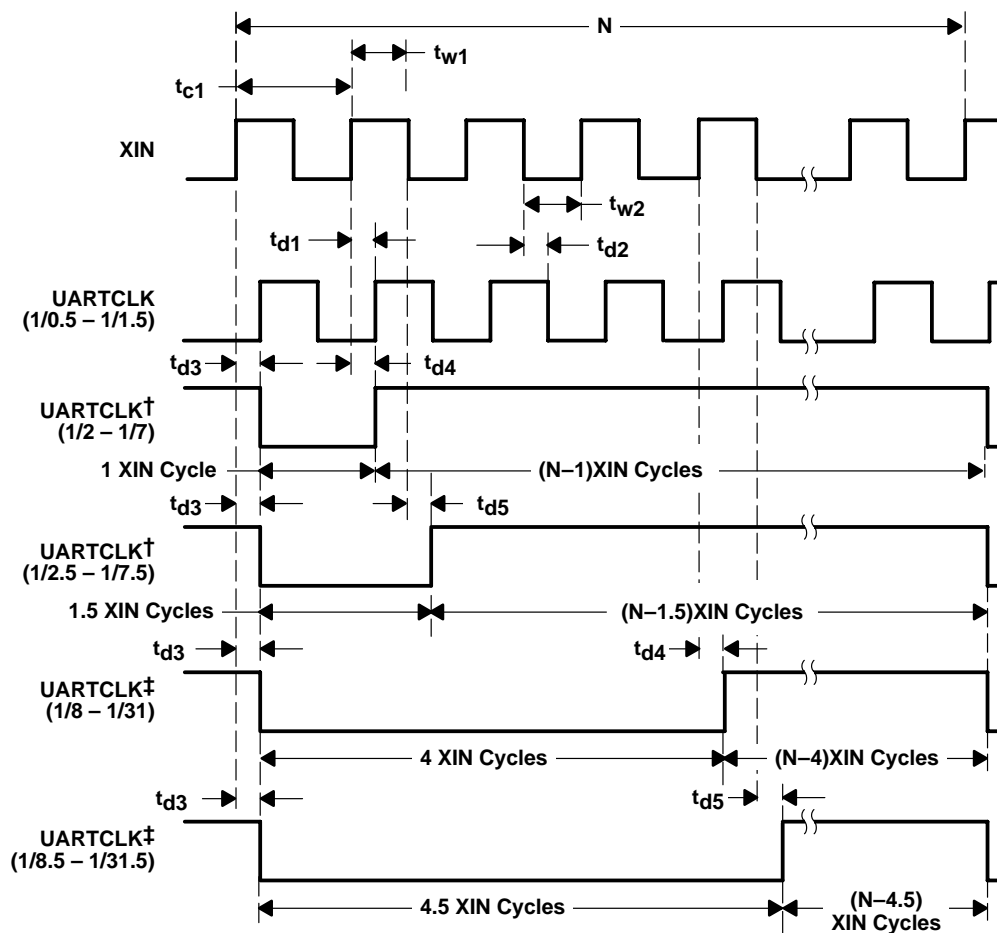 N
tw1
tc1
XIN
tw2
td1
td2
UARTCLK
(1/0.5 – 1/1.5)
td3
td4
UARTCLK†
(1/2 – 1/7)
1 XIN Cycle
(N–1)XIN Cycles
td3
td5
UARTCLK†
(1/2.5 – 1/7.5)
1.5 XIN Cycles
(N–1.5)XIN Cycles
td3
td4
UARTCLK‡
(1/8 – 1/31)
4 XIN Cycles
(N–4)XIN Cycles
td3
td5
UARTCLK‡
(1/8.5 – 1/31.5)
4.5 XIN Cycles
(N–4.5)
XIN Cycles